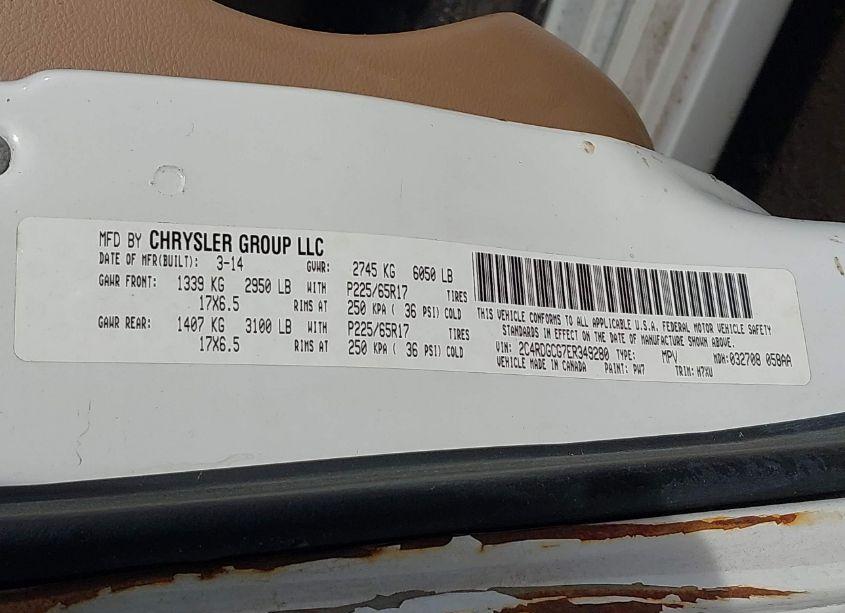 MFD BY CHRYSLER GROUP LLC
DATE OF MFR(BUILT): 3-14 GVWR: 2745 KG 6050 LB
GAWR FRONT: 1339 KG 2950 LB WITH P225/65R17 TIRES
17X6.5 RIMS AT 250 KPA ( 36 PSI) COLD
GAWR REAR: 1407 KG 3100 LB WITH P225/65R17 TIRES
17X6.5 RIMS AT 250 KPA ( 36 PSI) COLD
THIS VEHICLE CONFORMS TO ALL APPLICABLE U.S.A. FEDERAL MOTOR VEHICLE SAFETY
STANDARDS IN EFFECT ON THE DATE OF MANUFACTURE SHOWN ABOVE.
VIN: 2C4RDGCG7ER349280 TYPE: MPV MDH: 032708 058AA
VEHICLE MADE IN CANADA PAINT: PW7 TRIM: H7XU